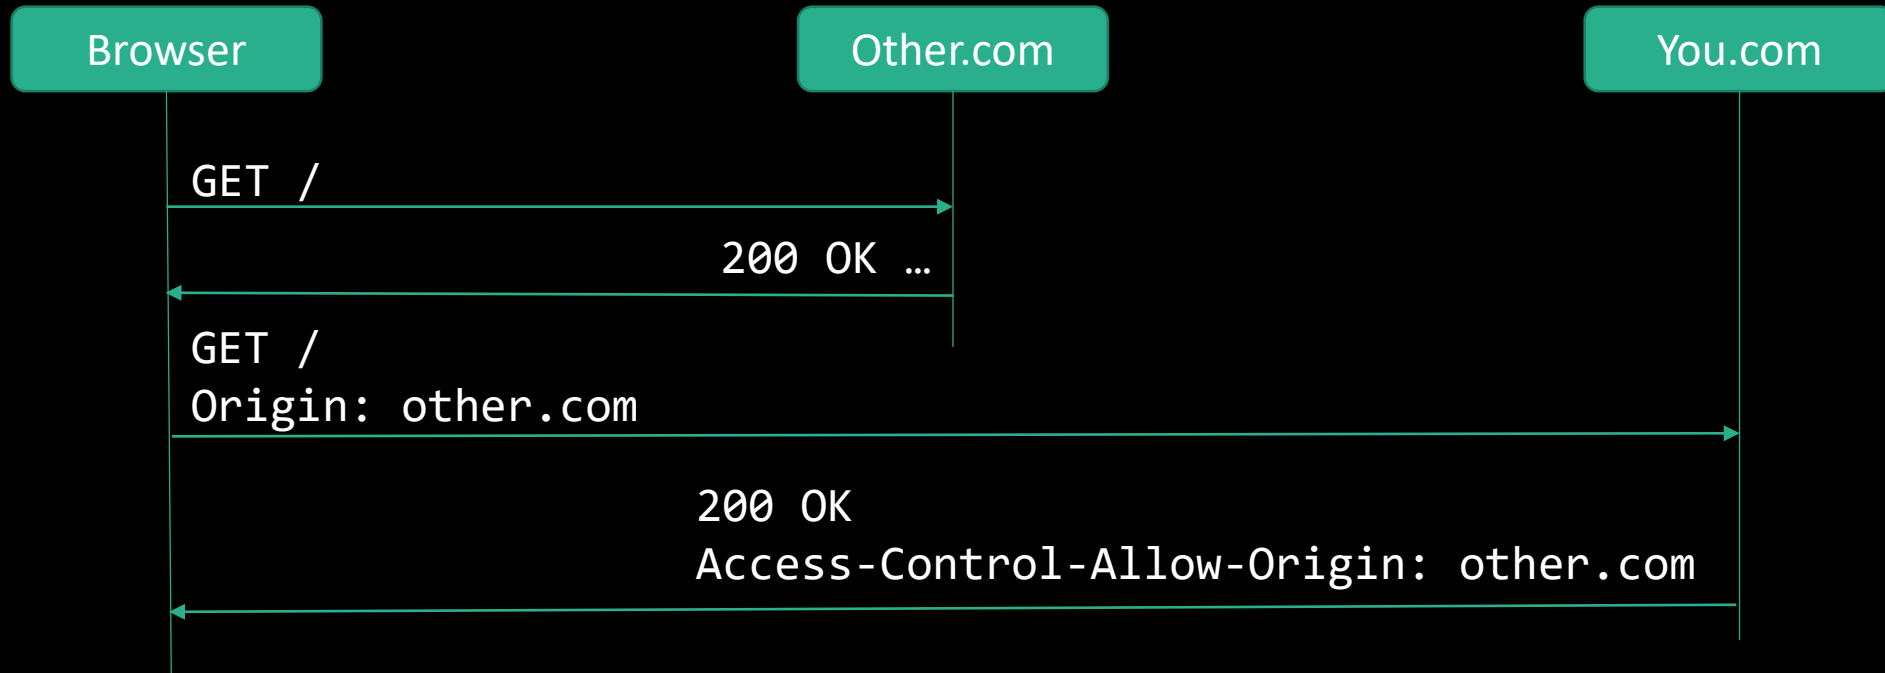 Browser
Other.com
You.com
GET /
200 OK …
GET /
Origin: other.com
200 OK
Access-Control-Allow-Origin: other.com